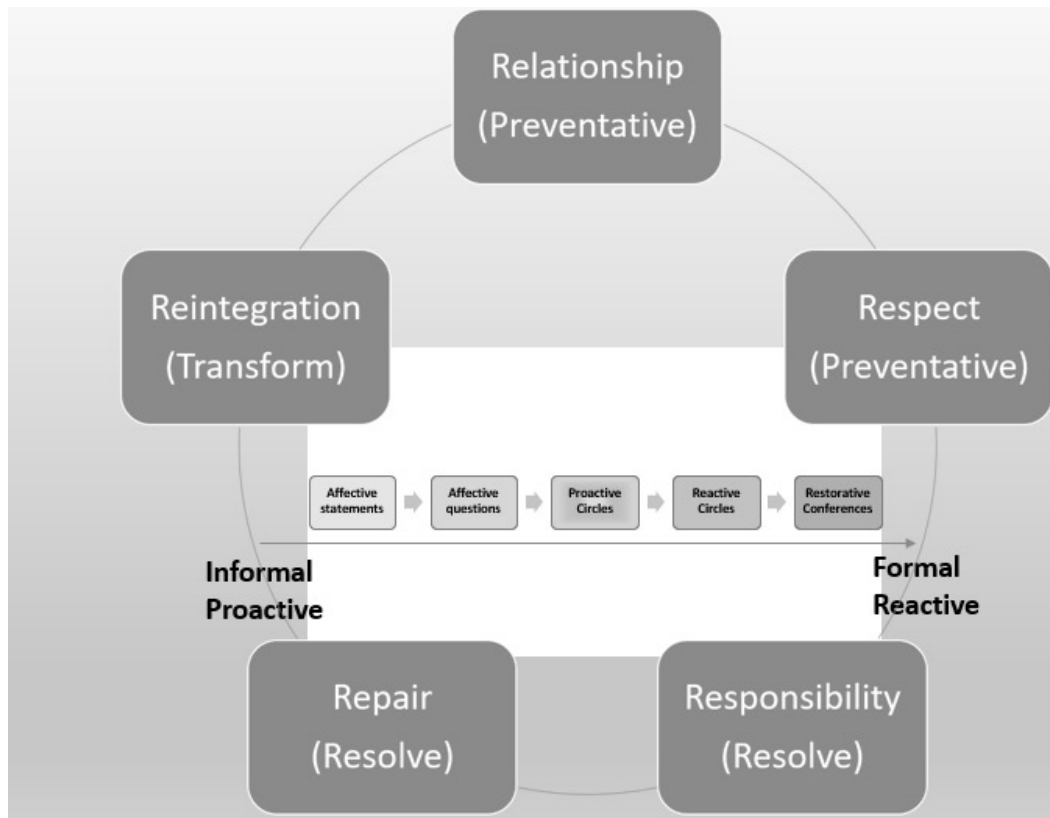 Relationship
(Preventative)
Reintegration
(Transform)
Respect
(Preventative)
Affective
statements
Affective
questions
Proactive
Circles
Reactive
Circles
Restorative
Conferences
Informal
Proactive
Formal
Reactive
Repair
(Resolve)
Responsibility
(Resolve)